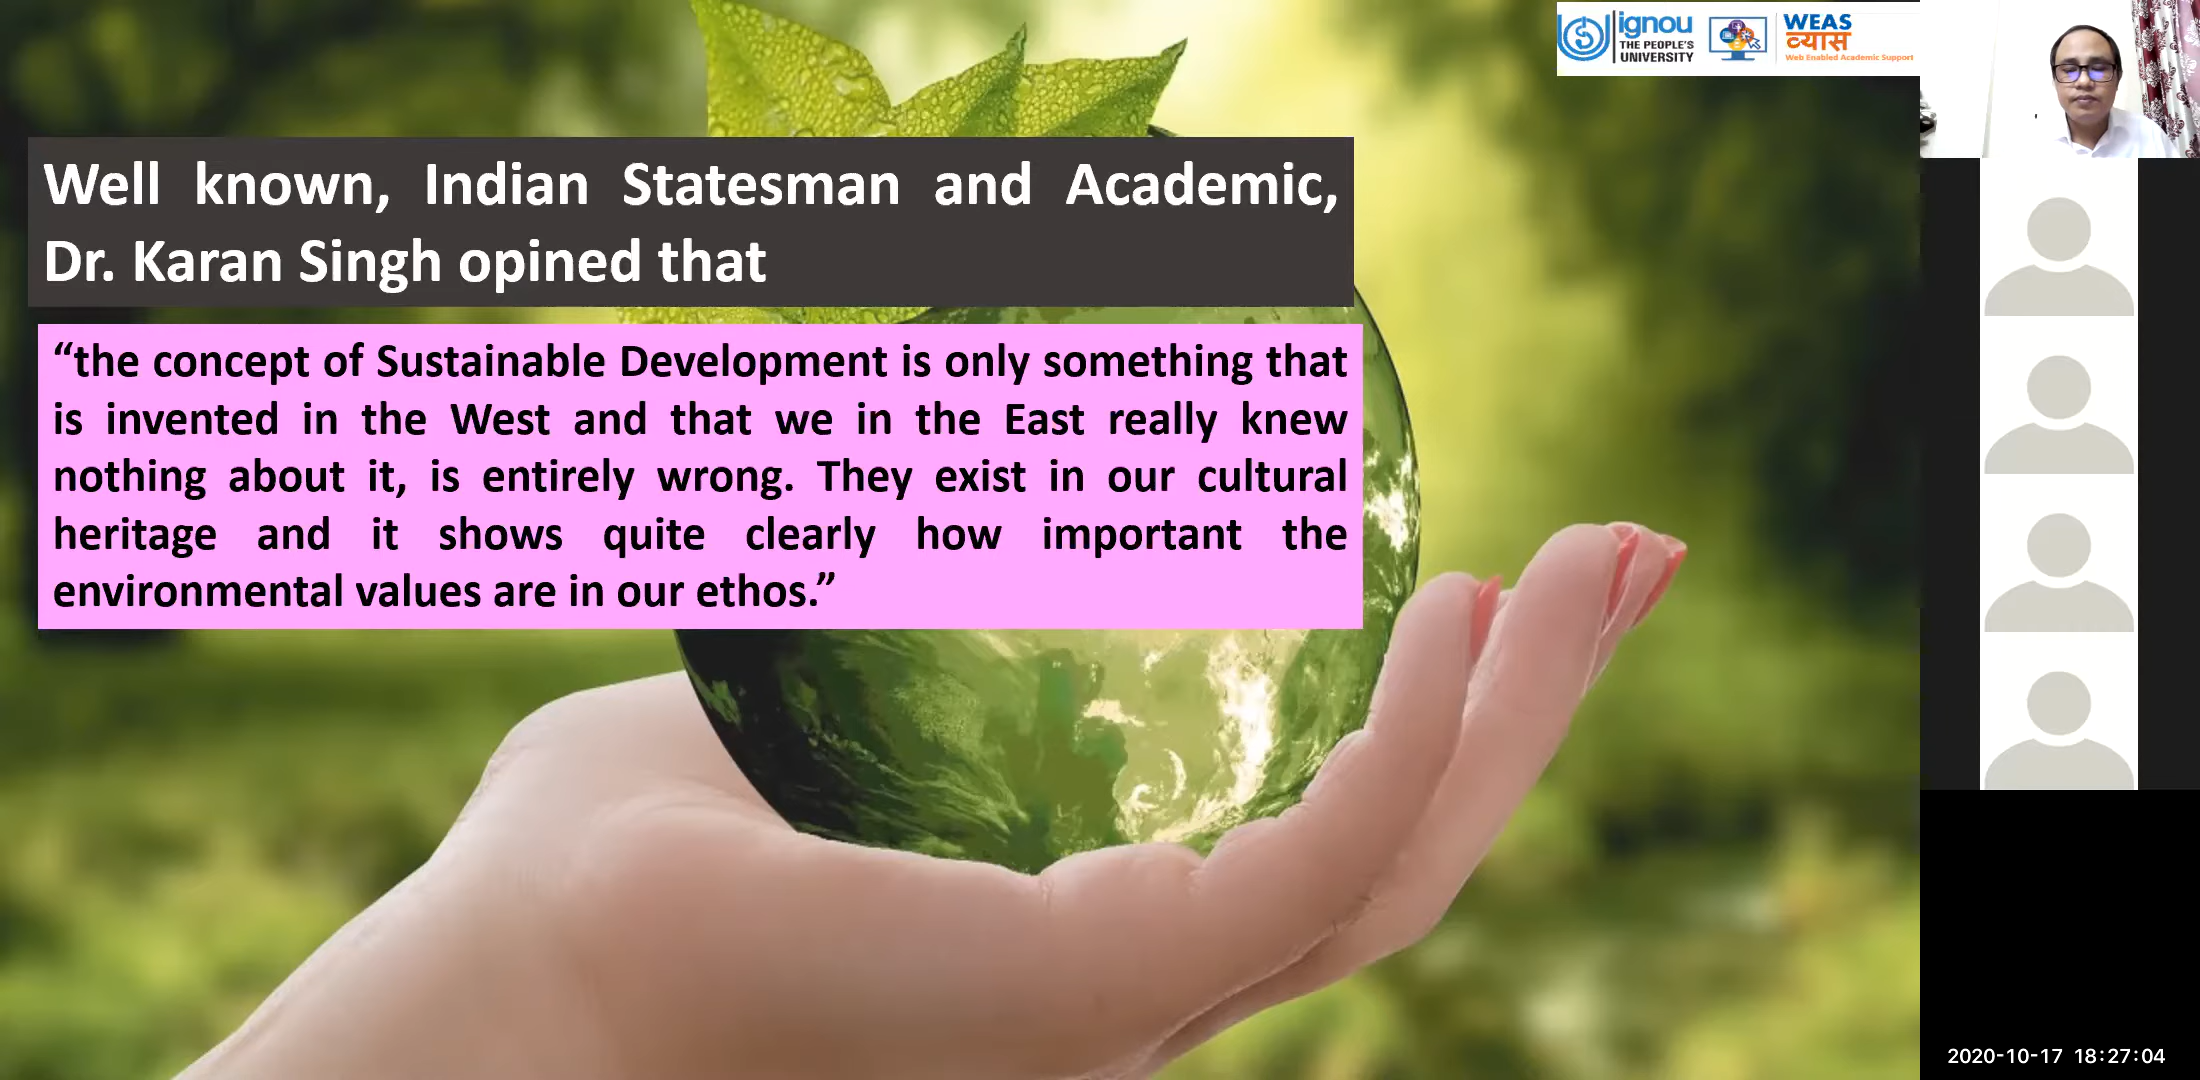 ignou
THE PEOPLE'S
UNIVERSITY
WEAS
व्यास
Web Enabled Academic Support
Well known, Indian Statesman and Academic,
Dr. Karan Singh opined that
“the concept of Sustainable Development is only something that
is invented in the West and that we in the East really knew
nothing about it, is entirely wrong. They exist in our cultural
heritage and it shows quite clearly how important the
environmental values are in our ethos.”
2020-10-17 18:27:04